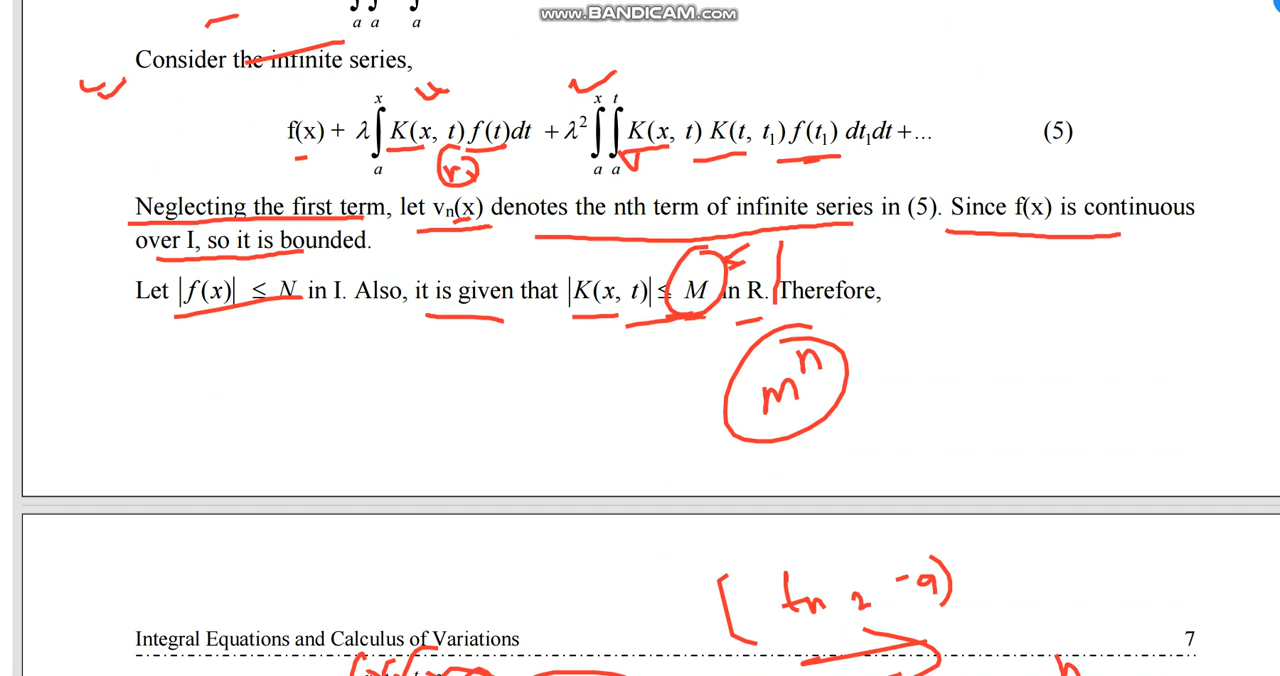 www.BANDICAM.com
a a a
Consider the infinite series,
f(x) + λ ∫ₐˣ K(x, t) f(t)dt + λ² ∫ₐˣ ∫ₐᵗ K(x, t) K(t, t₁) f(t₁) dt₁dt + ... (5)
Neglecting the first term, let vₙ(x) denotes the nth term of infinite series in (5). Since f(x) is continuous
over I, so it is bounded.
Let |f(x)| ≤ N in I. Also, it is given that |K(x, t)| ≤ M in R. Therefore,
mⁿ
Integral Equations and Calculus of Variations 7